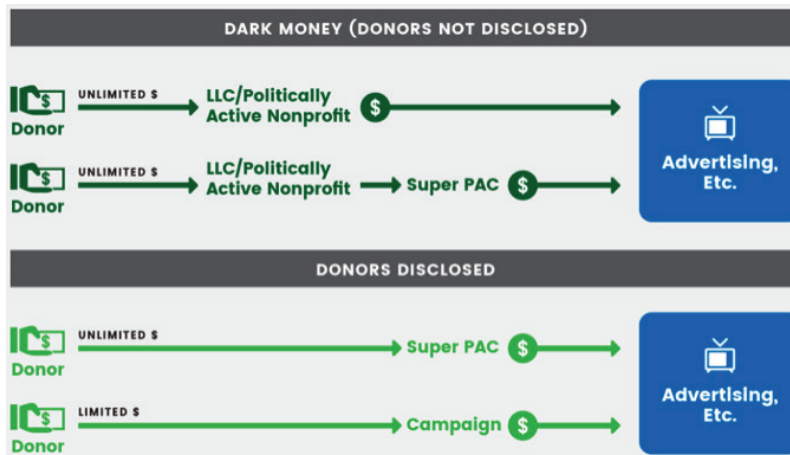 DARK MONEY (DONORS NOT DISCLOSED)
$
Donor
UNLIMITED $
LLC/Politically
Active Nonprofit
$
$
Donor
UNLIMITED $
LLC/Politically
Active Nonprofit
Super PAC
$
Advertising,
Etc.
DONORS DISCLOSED
$
Donor
UNLIMITED $
Super PAC
$
$
Donor
LIMITED $
Campaign
$
Advertising,
Etc.